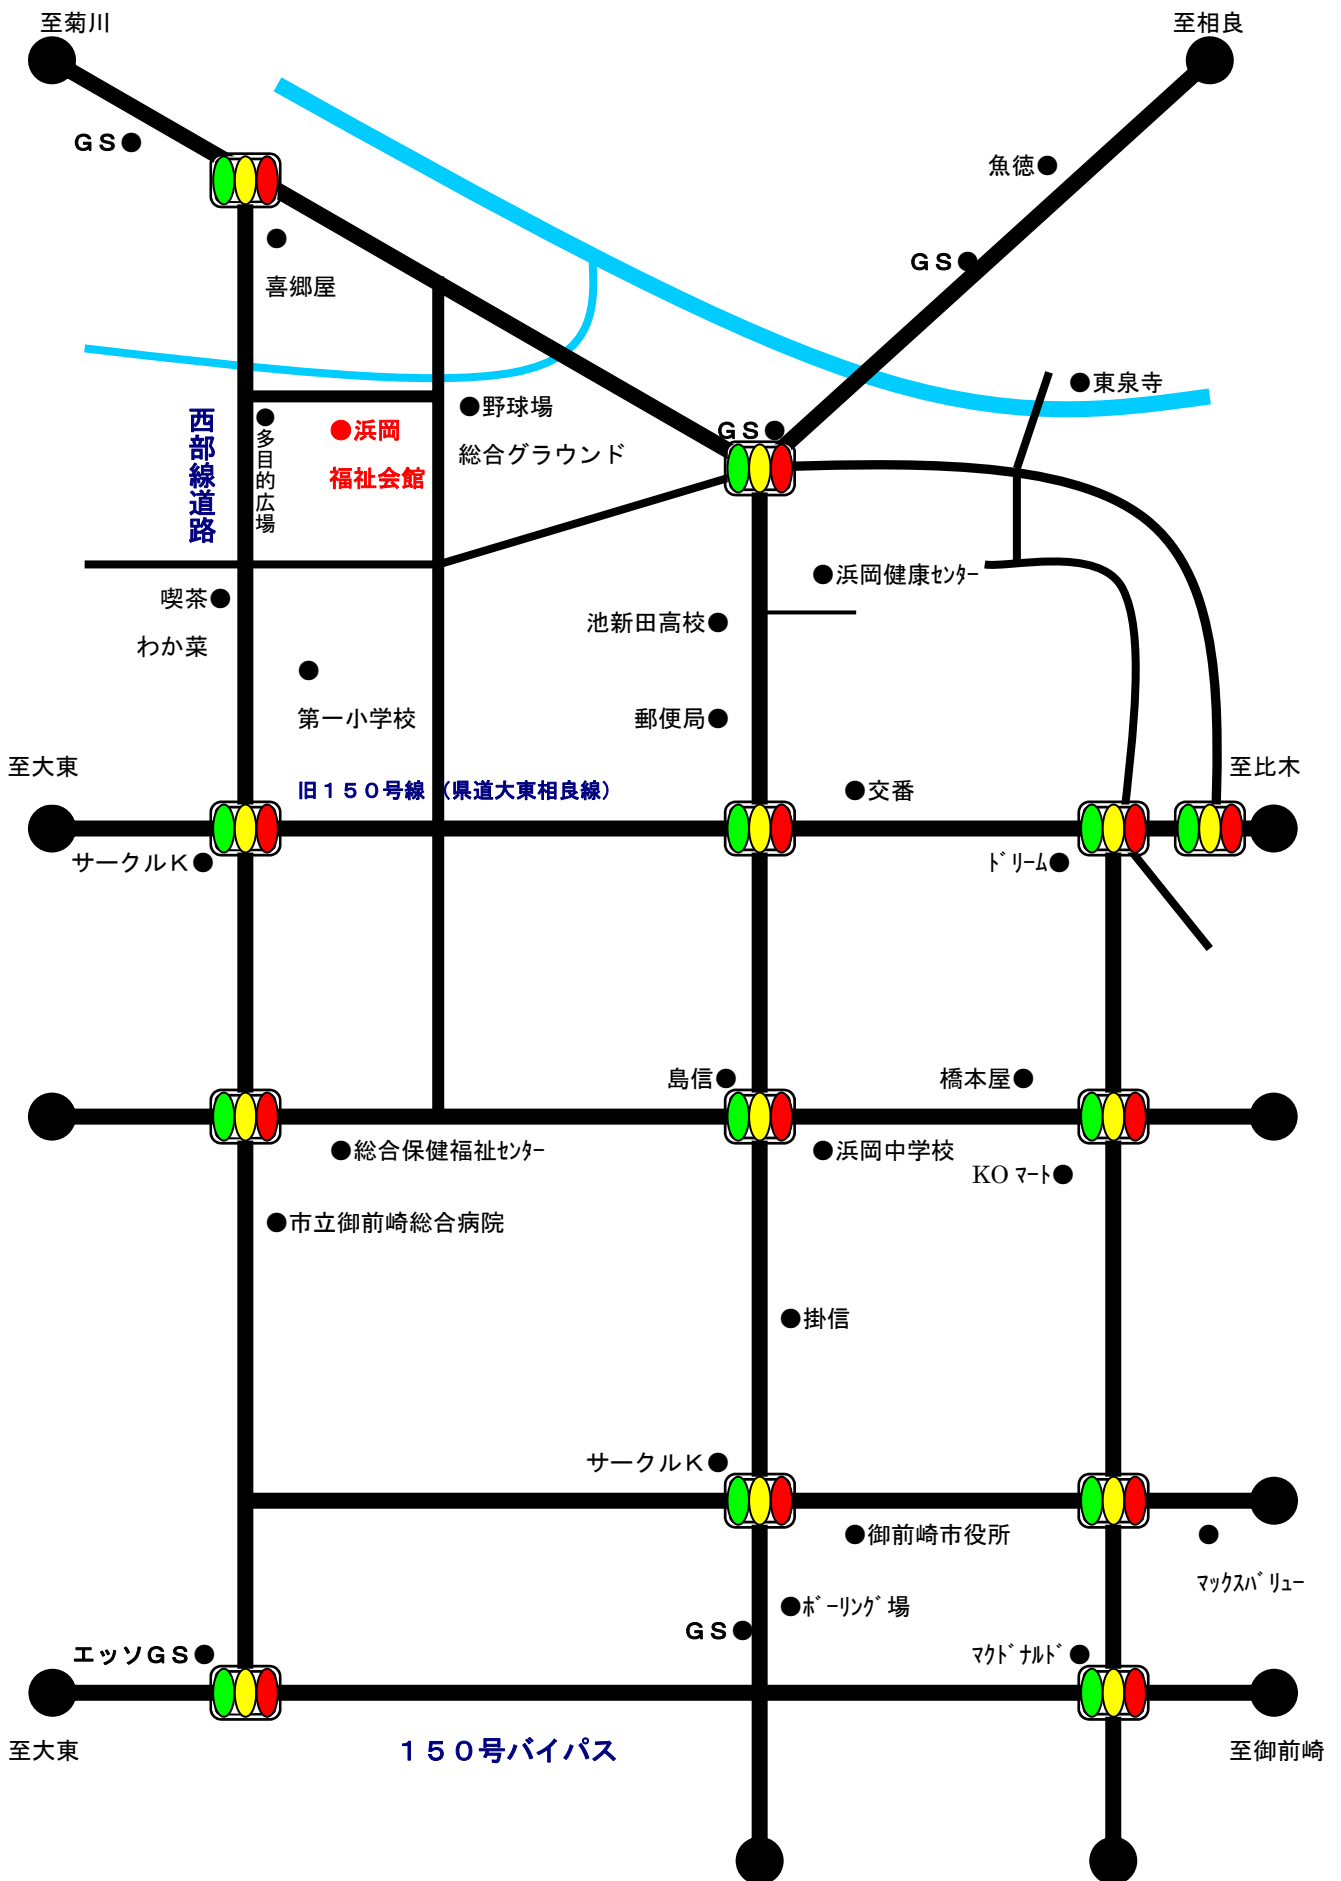 至菊川
至相良
ＧＳ●
魚徳●
ＧＳ●
●
喜郷屋
●東泉寺
西部線道路
●多目的広場
●浜岡
福祉会館
●野球場
総合グラウンド
ＧＳ●
喫茶●
わか菜
●浜岡健康ｾﾝﾀｰ
池新田高校●
●
第一小学校
郵便局●
至大東
旧１５０号線（県道大東相良線）
●交番
至比木
サークルＫ●
ﾄﾞﾘｰﾑ●
島信●
橋本屋●
●総合保健福祉ｾﾝﾀｰ
●浜岡中学校
KO ﾏｰﾄ●
●市立御前崎総合病院
●掛信
サークルＫ●
●御前崎市役所
●
ﾏｯｸｽﾊﾞﾘｭｰ
●ﾎﾞｰﾘﾝｸﾞ場
ＧＳ●
エッソＧＳ●
ﾏｸﾄﾞﾅﾙﾄﾞ●
至大東
１５０号バイパス
至御前崎